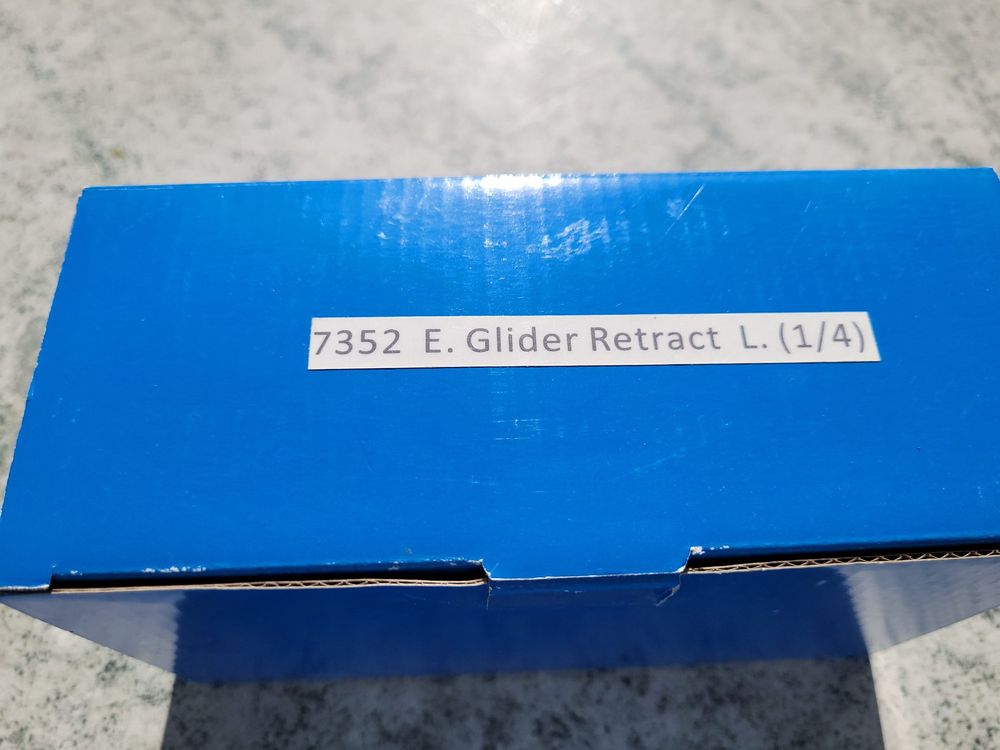 7352 E. Glider Retract L. (1/4)